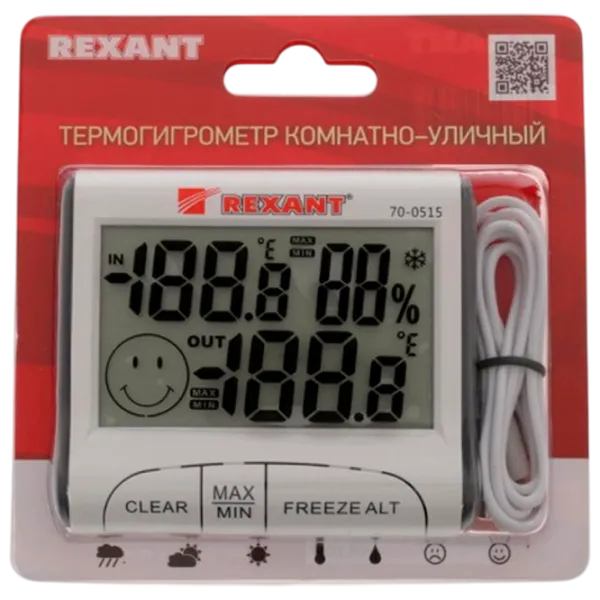 REXANT
ТЕРМОГИГРОМЕТР КОМНАТНО-УЛИЧНЫЙ
REXANT®
70-0515
IN
-188.8 °E
MAX
MIN
88%
OUT
-188.8 °E
MAX
MIN
CLEAR
MAX
MIN
FREEZE ALT